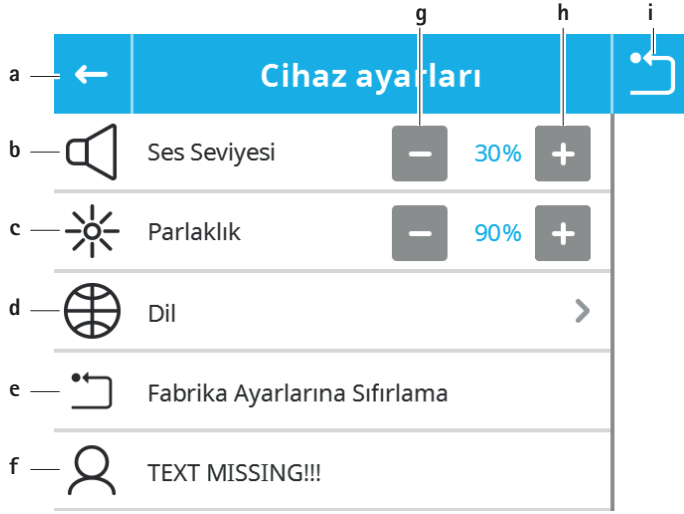 g h i
a Cihaz ayarları
b Ses Seviyesi − 30% +
c Parlaklık − 90% +
d Dil
e Fabrika Ayarlarına Sıfırlama
f TEXT MISSING!!!